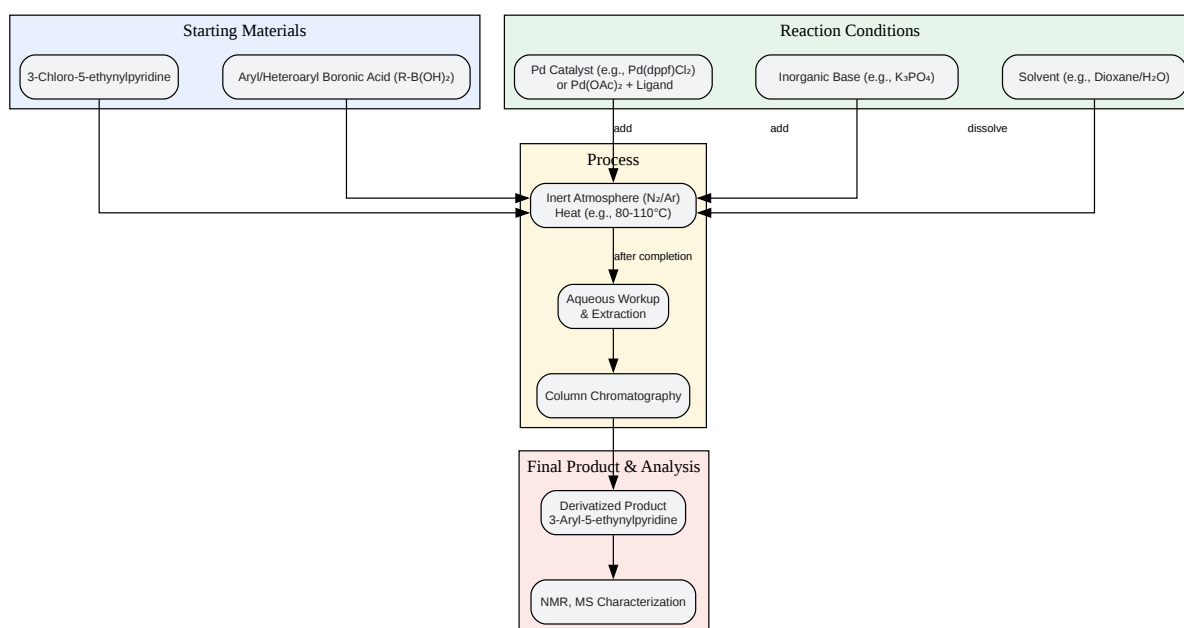 Starting Materials
Reaction Conditions
3-Chloro-5-ethynylpyridine
Aryl/Heteroaryl Boronic Acid (R-B(OH)₂)
Pd Catalyst (e.g., Pd(dppf)Cl₂)
or Pd(OAc)₂ + Ligand
Inorganic Base (e.g., K₃PO₄)
Solvent (e.g., Dioxane/H₂O)
add
add
dissolve
Process
Inert Atmosphere (N₂/Ar)
Heat (e.g., 80-110°C)
after completion
Aqueous Workup
& Extraction
Column Chromatography
Final Product & Analysis
Derivatized Product
3-Aryl-5-ethynylpyridine
NMR, MS Characterization